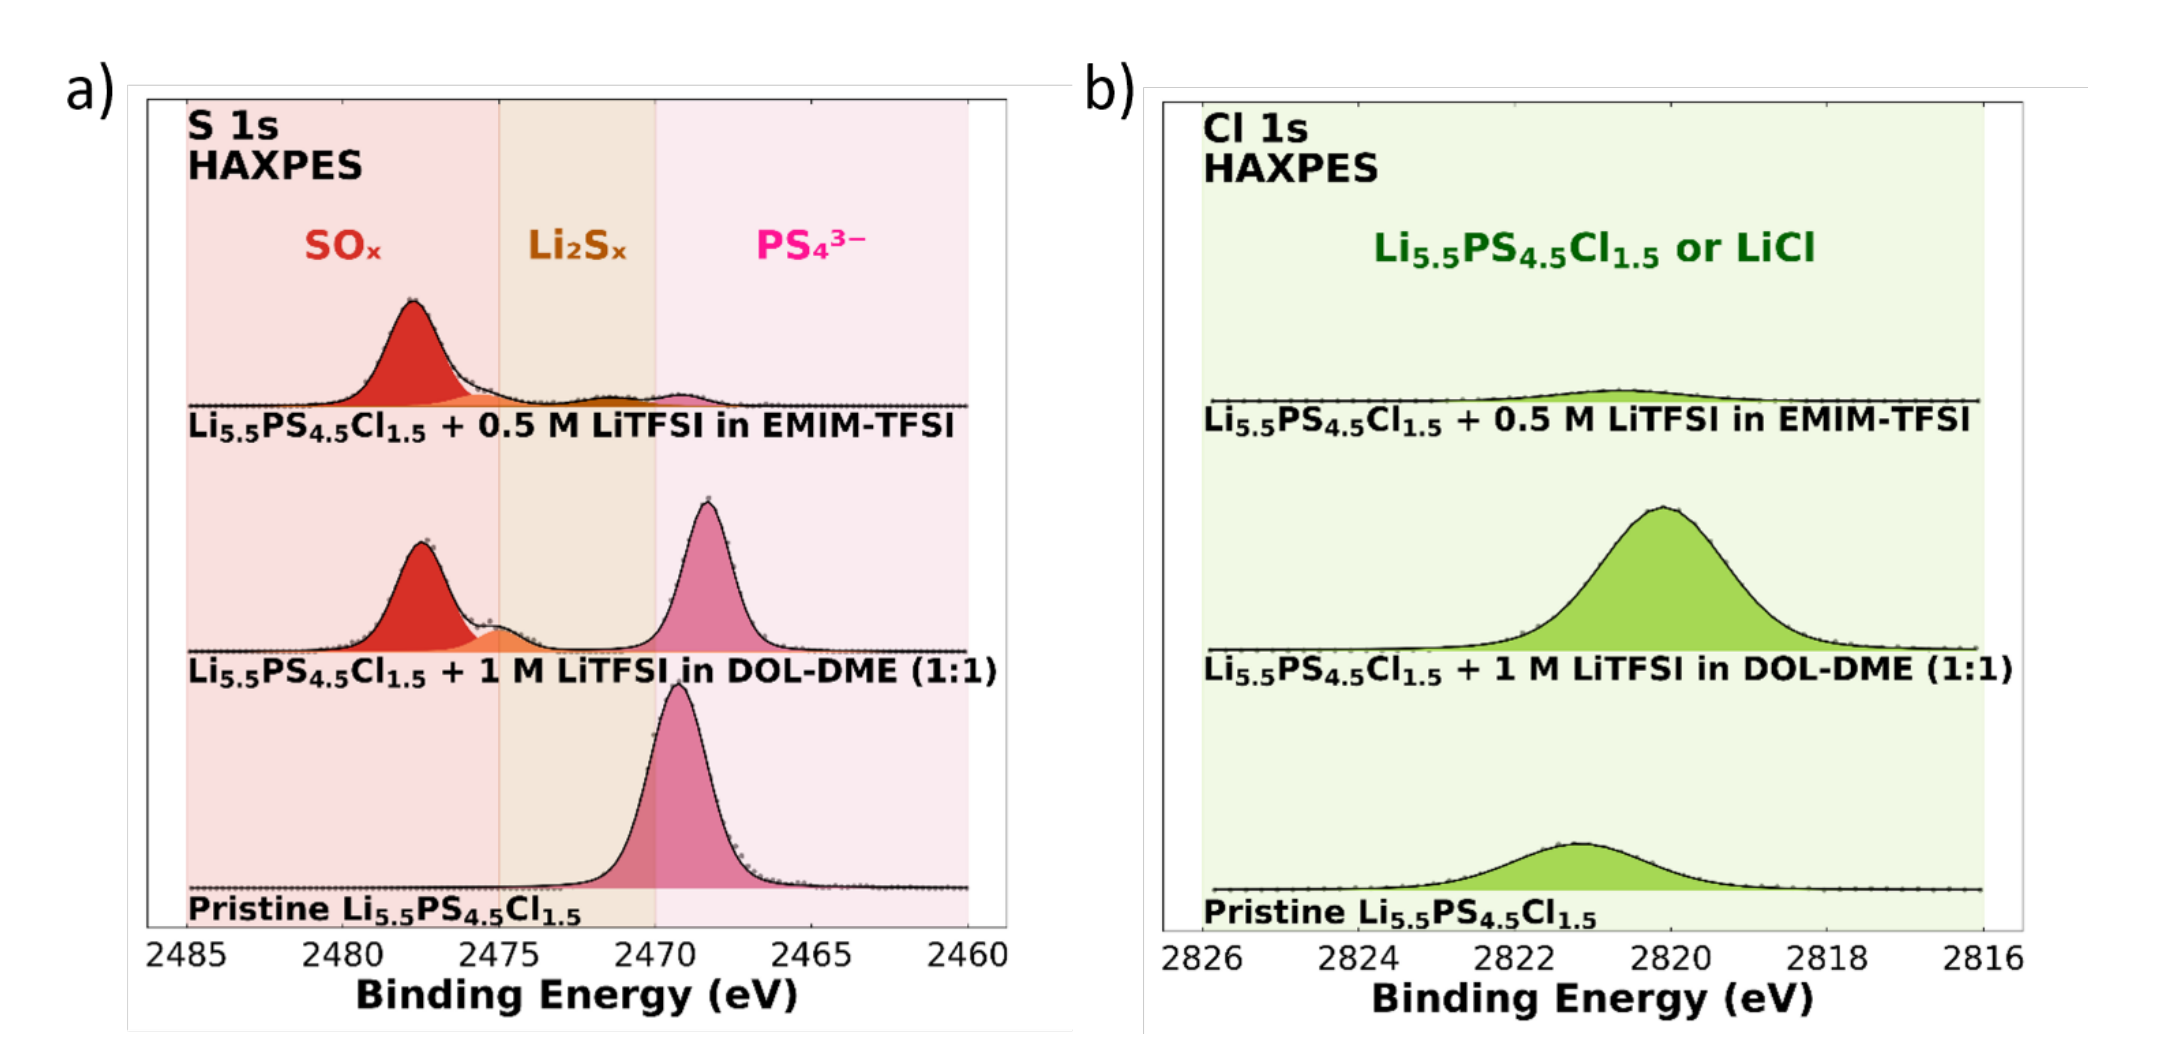 a)
S 1s
HAXPES
SOₓ
Li₂Sₓ
PS₄³⁻
Li₅.₅PS₄.₅Cl₁.₅ + 0.5 M LiTFSI in EMIM-TFSI
Li₅.₅PS₄.₅Cl₁.₅ + 1 M LiTFSI in DOL-DME (1:1)
Pristine Li₅.₅PS₄.₅Cl₁.₅
2485 2480 2475 2470 2465 2460
Binding Energy (eV)
b)
Cl 1s
HAXPES
Li₅.₅PS₄.₅Cl₁.₅ or LiCl
Li₅.₅PS₄.₅Cl₁.₅ + 0.5 M LiTFSI in EMIM-TFSI
Li₅.₅PS₄.₅Cl₁.₅ + 1 M LiTFSI in DOL-DME (1:1)
Pristine Li₅.₅PS₄.₅Cl₁.₅
2826 2824 2822 2820 2818 2816
Binding Energy (eV)